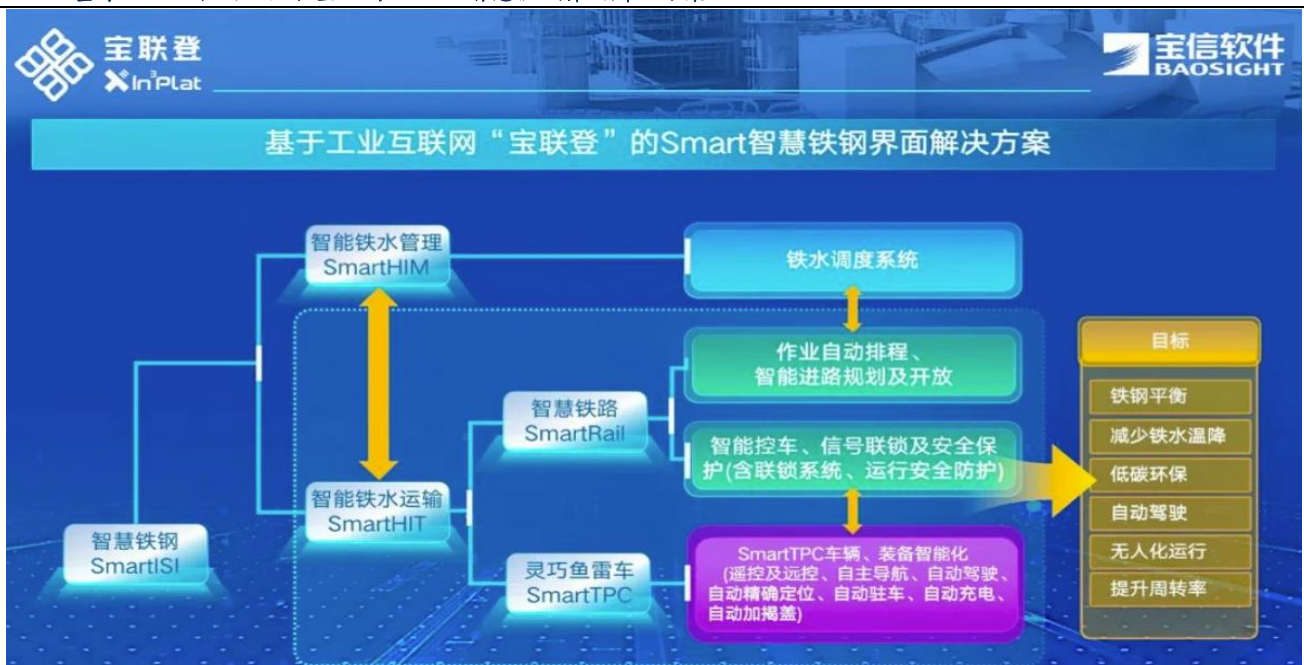 宝联登
XIn³Plat
宝信软件
BAOSIGHT
基于工业互联网“宝联登”的Smart智慧铁钢界面解决方案
智能铁水管理
SmartHIM
铁水调度系统
作业自动排程、
智能进路规划及开放
智慧铁路
SmartRail
智能控车、信号联锁及安全保
护(含联锁系统、运行安全防护)
智能铁水运输
SmartHIT
智慧铁钢
SmartISI
灵巧鱼雷车
SmartTPC
SmartTPC车辆、装备智能化
(遥控及远控、自主导航、自动驾驶、
自动精确定位、自动驻车、自动充电、
自动加揭盖)
目标
铁钢平衡
减少铁水温降
低碳环保
自动驾驶
无人化运行
提升周转率